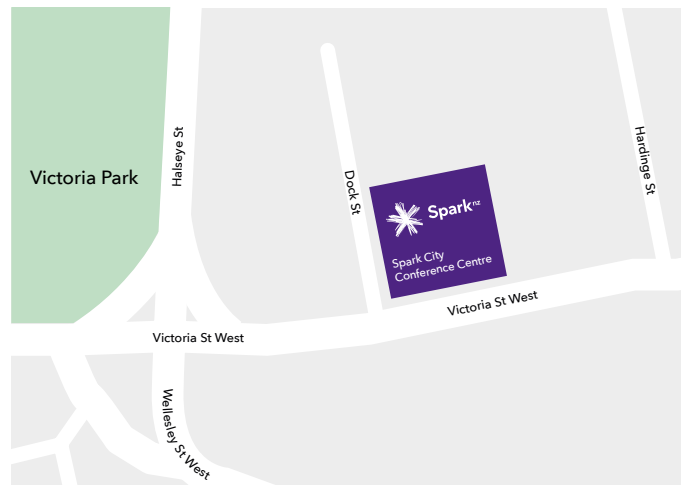 Halseye St
Hardinge St
Victoria Park
Dock St
Spark nz
Spark City
Conference Centre
Victoria St West
Victoria St West
Wellesley St West